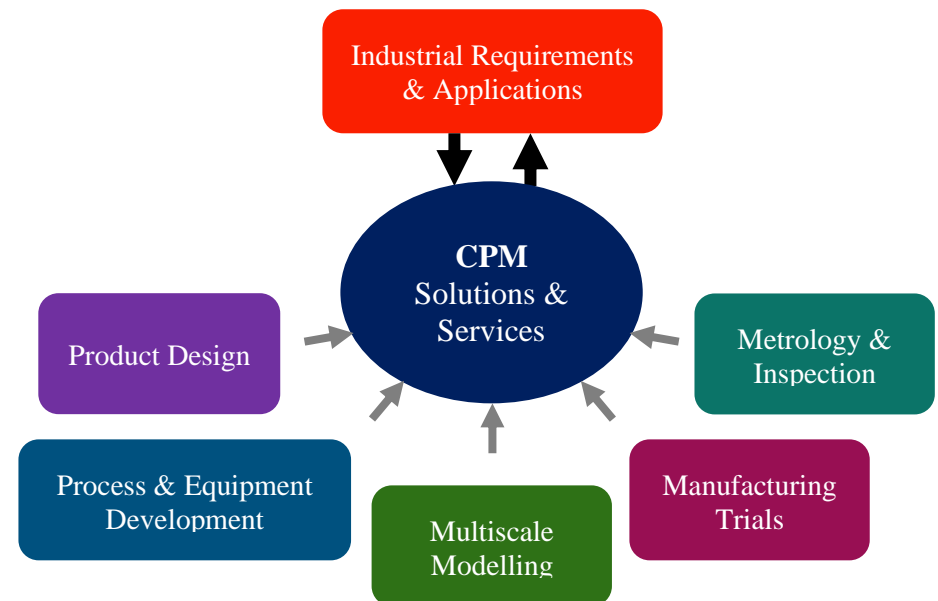 Industrial Requirements
& Applications
CPM
Solutions &
Services
Product Design
Metrology &
Inspection
Process & Equipment
Development
Manufacturing
Trials
Multiscale
Modelling